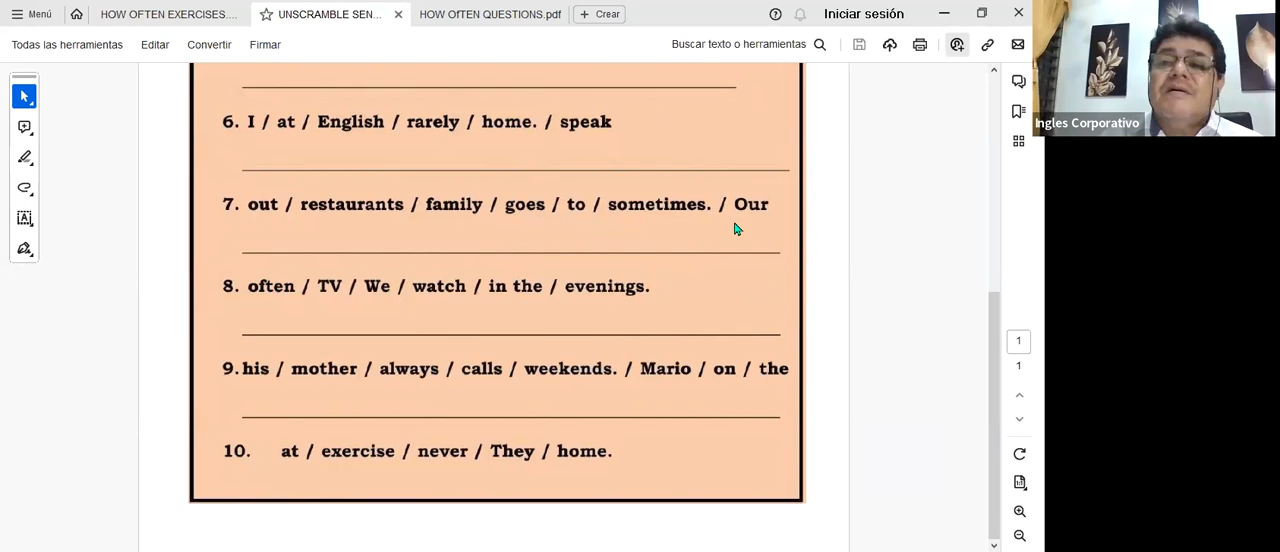 Menú
HOW OFTEN EXERCISES....
UNSCRABLE SEN...
HOW OfTEN QUESTIONS.pdf
Crear
Iniciar sesión
Todas las herramientas
Editar
Convertir
Firmar
Buscar texto o herramientas
6. I / at / English / rarely / home. / speak
7. out / restaurants / family / goes / to / sometimes. / Our
8. often / TV / We / watch / in the / evenings.
9. his / mother / always / calls / weekends. / Mario / on / the
10. at / exercise / never / They / home.
1
1
Ingles Corporativo